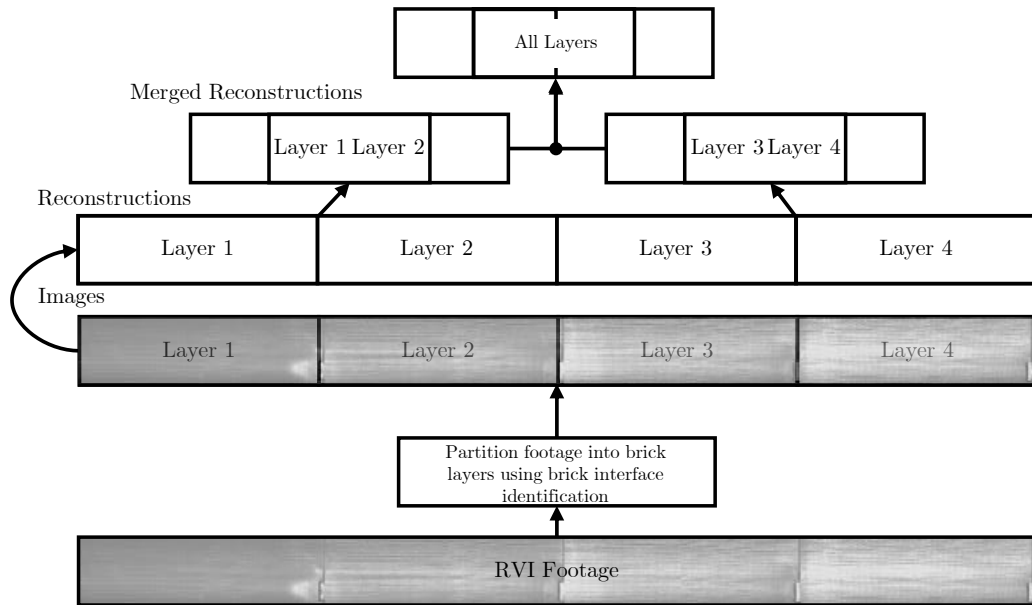 All Layers
Merged Reconstructions
Layer 1 Layer 2
Layer 3 Layer 4
Reconstructions
Layer 1
Layer 2
Layer 3
Layer 4
Images
Layer 1
Layer 2
Layer 3
Layer 4
Partition footage into brick
layers using brick interface
identification
RVI Footage